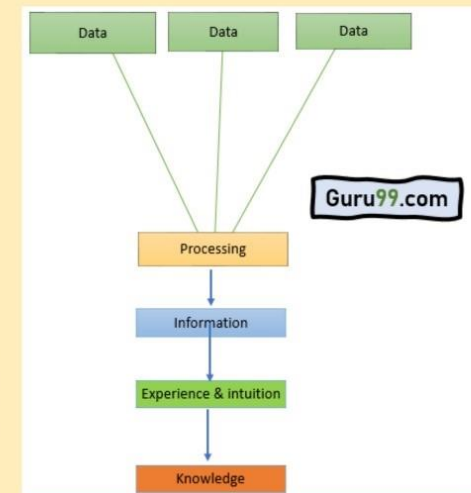 Data
Data
Data
Guru99.com
Processing
Information
Experience & intuition
Knowledge